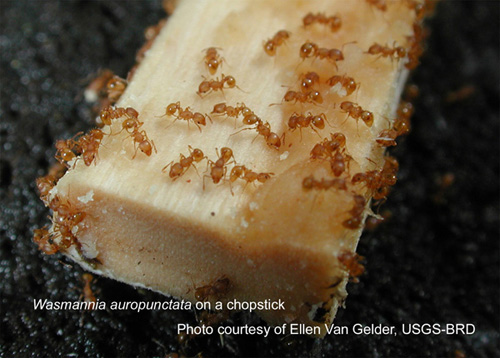 Wasmannia auropunctata on a chopstick
Photo courtesy of Ellen Van Gelder, USGS-BRD